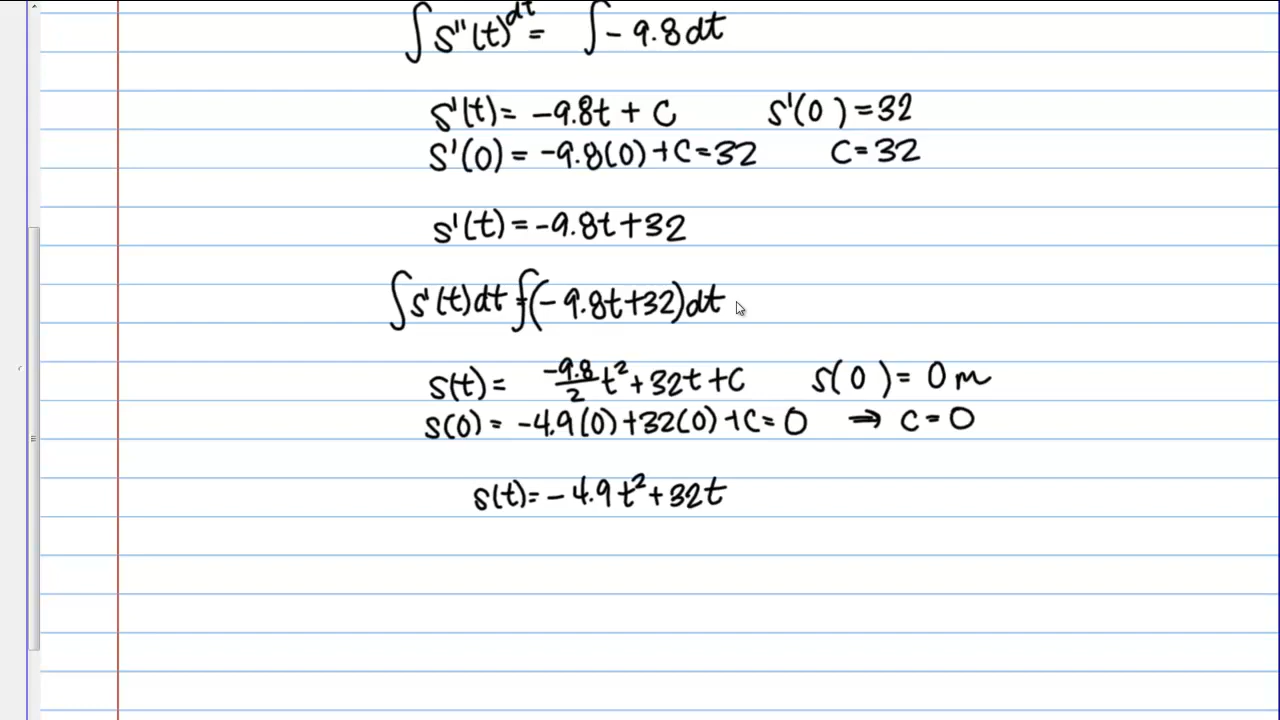 ∫ s''(t) dt = ∫ - 9.8 dt
s'(t) = -9.8t + C s'(0) = 32
s'(0) = -9.8(0) + C = 32 C = 32
s'(t) = -9.8t + 32
∫ s'(t) dt = ∫(- 9.8t + 32) dt
s(t) = -9.8/2 t² + 32t + C s(0) = 0 m
s(0) = -4.9(0) + 32(0) + C = 0 ⇒ C = 0
s(t) = - 4.9t² + 32t